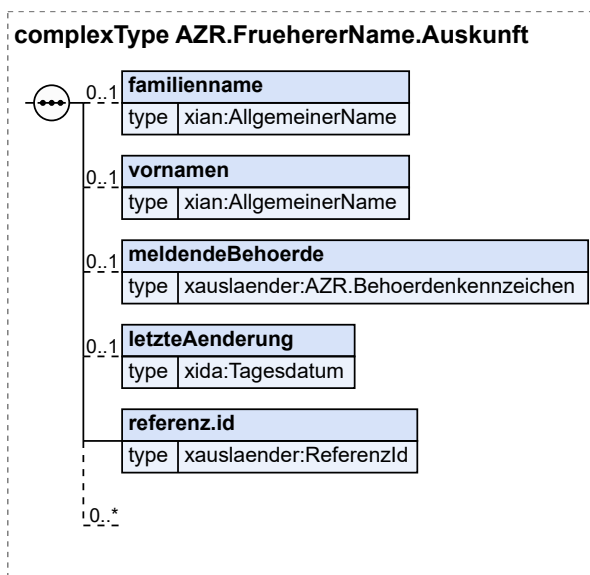 complexType AZR.FruehererName.Auskunft
0..1 familienname
type xian:AllgemeinerName
0..1 vornamen
type xian:AllgemeinerName
0..1 meldendeBehoerde
type xauslaender:AZR.Behoerdenkennzeichen
0..1 letzteAenderung
type xida:Tagesdatum
referenz.id
type xauslaender:ReferenzId
0..*